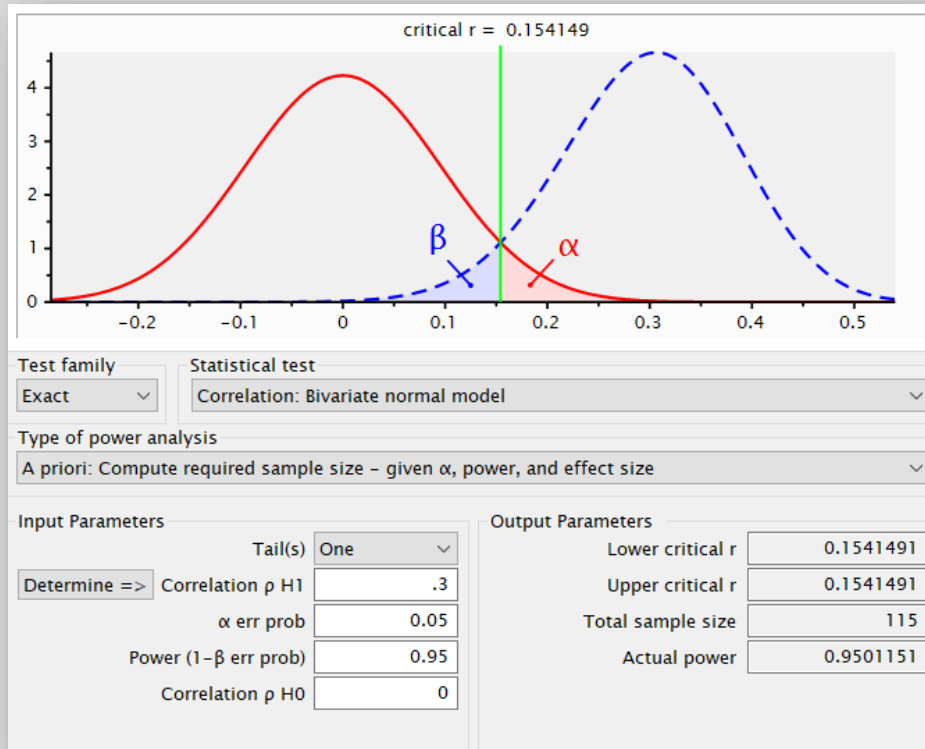 critical r = 0.154149
4
3
2
1
0
β
α
-0.2 -0.1 0 0.1 0.2 0.3 0.4 0.5
Test family Statistical test
Exact Correlation: Bivariate normal model
Type of power analysis
A priori: Compute required sample size – given α, power, and effect size
Input Parameters Output Parameters
Tail(s) One Lower critical r 0.1541491
Determine => Correlation ρ H1 .3 Upper critical r 0.1541491
α err prob 0.05 Total sample size 115
Power (1-β err prob) 0.95 Actual power 0.9501151
Correlation ρ H0 0